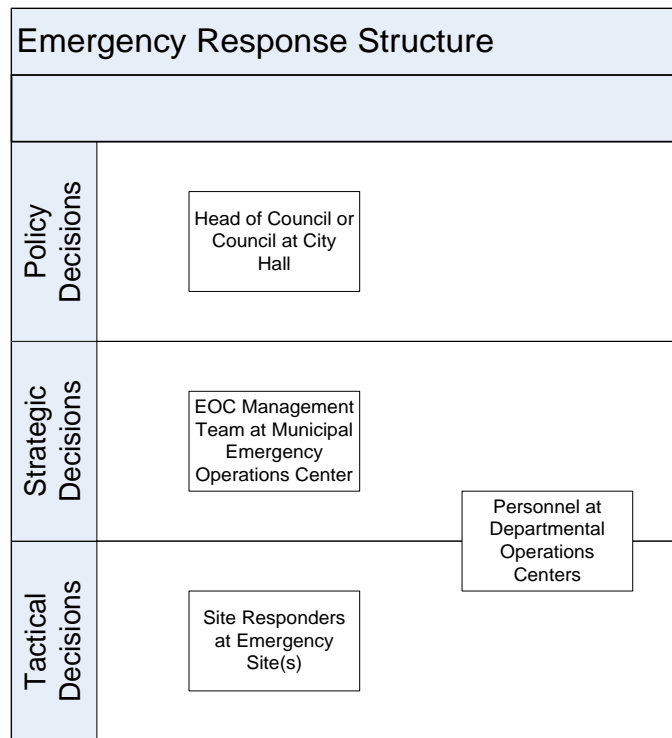 Emergency Response Structure
Policy
Decisions
Head of Council or
Council at City
Hall
Strategic
Decisions
EOC Management
Team at Municipal
Emergency
Operations Center
Personnel at
Departmental
Operations
Centers
Tactical
Decisions
Site Responders
at Emergency
Site(s)